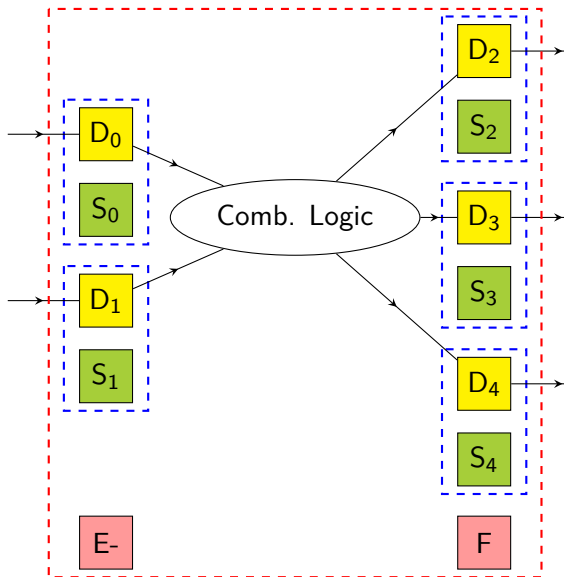 D₂
D₀
S₂
S₀
Comb. Logic
D₃
D₁
S₃
S₁
D₄
S₄
E-
F